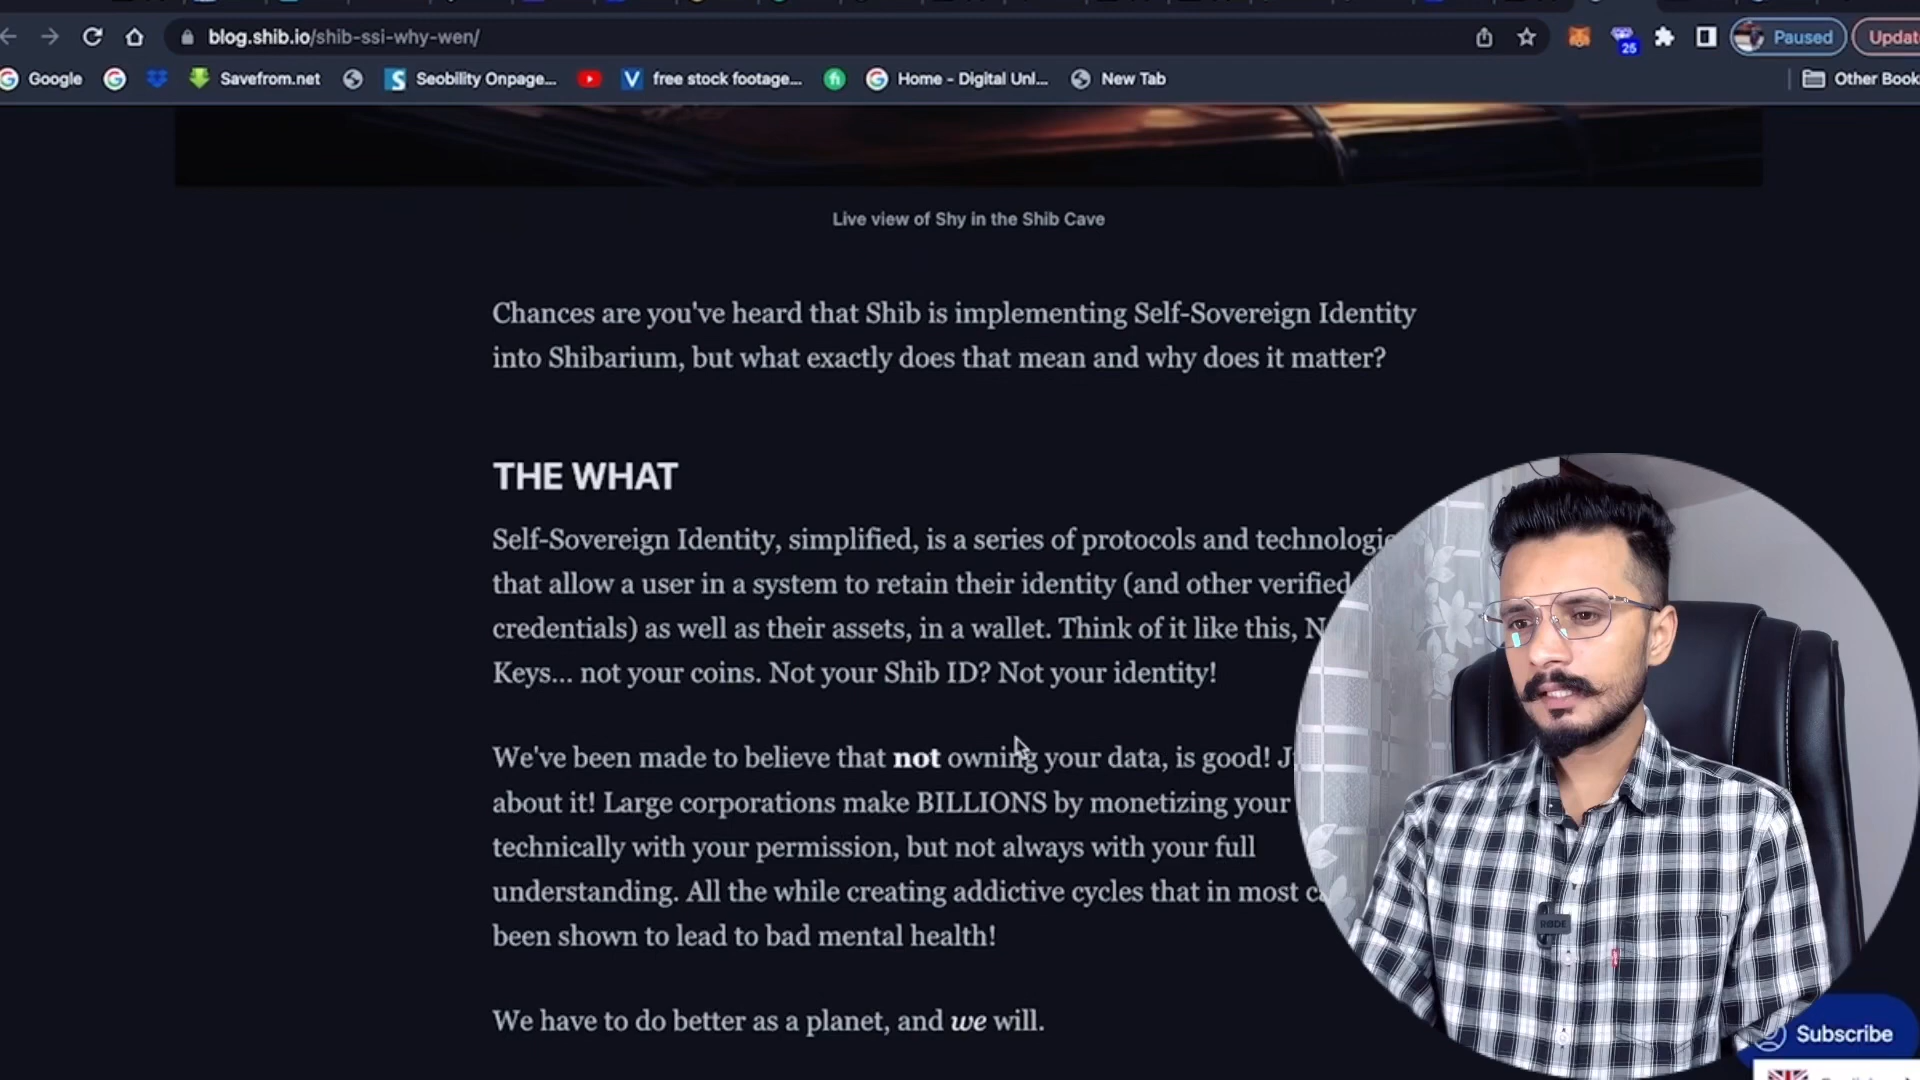 blog.shib.io/shib-ssi-why-wen/
Paused
Update
Google
Savefrom.net
S
Seobility Onpage...
V
free stock footage...
Home - Digital Unl...
New Tab
Other Book
25
Live view of Shy in the Shib Cave
Chances are you've heard that Shib is implementing Self-Sovereign Identity
into Shibarium, but what exactly does that mean and why does it matter?
THE WHAT
Self-Sovereign Identity, simplified, is a series of protocols and technologie
that allow a user in a system to retain their identity (and other verified
credentials) as well as their assets, in a wallet. Think of it like this, N
Keys... not your coins. Not your Shib ID? Not your identity!
We've been made to believe that not owning your data, is good! J
about it! Large corporations make BILLIONS by monetizing your
technically with your permission, but not always with your full
understanding. All the while creating addictive cycles that in most c
been shown to lead to bad mental health!
We have to do better as a planet, and we will.
RØDE
Subscribe